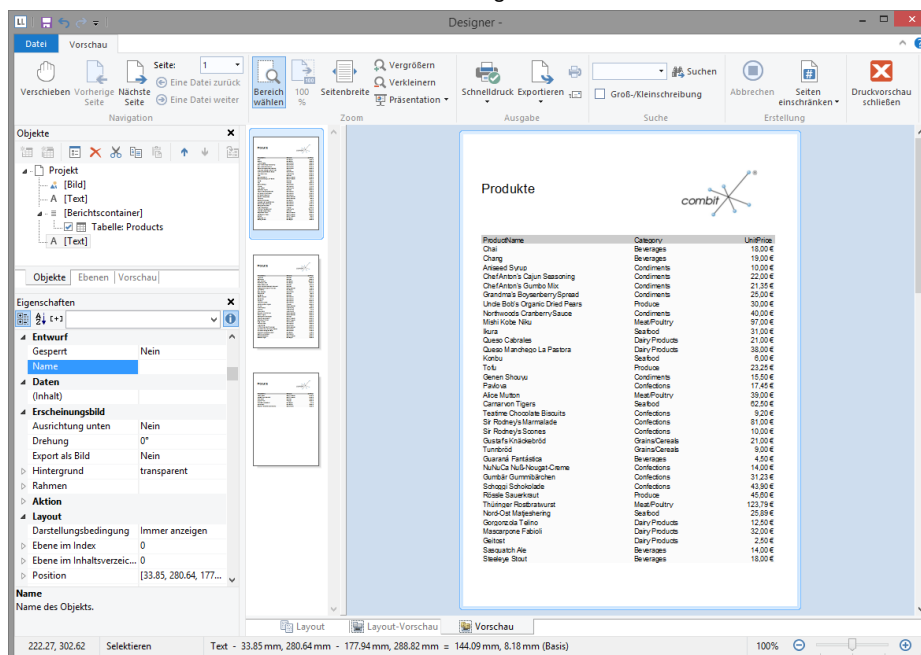 Designer -
Datei Vorschau
Verschieben Vorherige Seite Nächste Seite Seite: 1 Eine Datei zurück Eine Datei weiter
Navigation
Bereich wählen 100 % Seitenbreite Vergrößern Verkleinern Präsentation
Zoom
Schnelldruck Exportieren
Ausgabe
Suchen Groß-/Kleinschreibung
Suche
Abbrechen Seiten einschränken
Erstellung
Druckvorschau schließen
Objekte
Projekt
[Bild]
A [Text]
[Berichtscontainer]
Tabelle: Products
A [Text]
Objekte Ebenen Vorschau
Eigenschaften
Entwurf
Gesperrt Nein
Name
Daten
(Inhalt)
Erscheinungsbild
Ausrichtung unten Nein
Drehung 0°
Export als Bild Nein
Hintergrund transparent
Rahmen
Aktion
Layout
Darstellungsbedingung Immer anzeigen
Ebene im Index 0
Ebene im Inhaltsverzeic... 0
Position [33.85, 280.64, 177...
Name
Name des Objekts.
Produkte
combit
ProductName Category UnitPrice
Chai Beverages 18,00 €
Chang Beverages 19,00 €
Aniseed Syrup Condiments 10,00 €
Chef Anton's Cajun Seasoning Condiments 22,00 €
Chef Anton's Gumbo Mix Condiments 21,35 €
Grandma's Boysenberry Spread Condiments 25,00 €
Uncle Bob's Organic Dried Pears Produce 30,00 €
Northwoods Cranberry Sauce Condiments 40,00 €
Mishi Kobe Niku Meat/Poultry 97,00 €
Ikura Seafood 31,00 €
Queso Cabrales Dairy Products 21,00 €
Queso Manchego La Pastora Dairy Products 38,00 €
Konbu Seafood 6,00 €
Tofu Produce 23,25 €
Genen Shouyu Condiments 15,50 €
Pavlova Confections 17,45 €
Alice Mutton Meat/Poultry 39,00 €
Carnarvon Tigers Seafood 62,50 €
Teatime Chocolate Biscuits Confections 9,20 €
Sir Rodney's Marmalade Confections 81,00 €
Sir Rodney's Scones Confections 10,00 €
Gustaf's Knäckebröd Grains/Cereals 21,00 €
Tunnbröd Grains/Cereals 9,00 €
Guaraná Fantástica Beverages 4,50 €
NuNuCa Nuß-Nougat-Creme Confections 14,00 €
Gumbär Gummibärchen Confections 31,23 €
Schoggi Schokolade Confections 43,90 €
Rössle Sauerkraut Produce 45,60 €
Thüringer Rostbratwurst Meat/Poultry 123,79 €
Nord-Ost Matjeshering Seafood 25,89 €
Gorgonzola Telino Dairy Products 12,50 €
Mascarpone Fabioli Dairy Products 32,00 €
Geitost Dairy Products 2,50 €
Sasquatch Ale Beverages 14,00 €
Steeleye Stout Beverages 18,00 €
Layout Layout-Vorschau Vorschau
222.27, 302.62 Selektieren Text - 33.85 mm, 280.64 mm - 177.94 mm, 288.82 mm = 144.09 mm, 8.18 mm (Basis) 100%